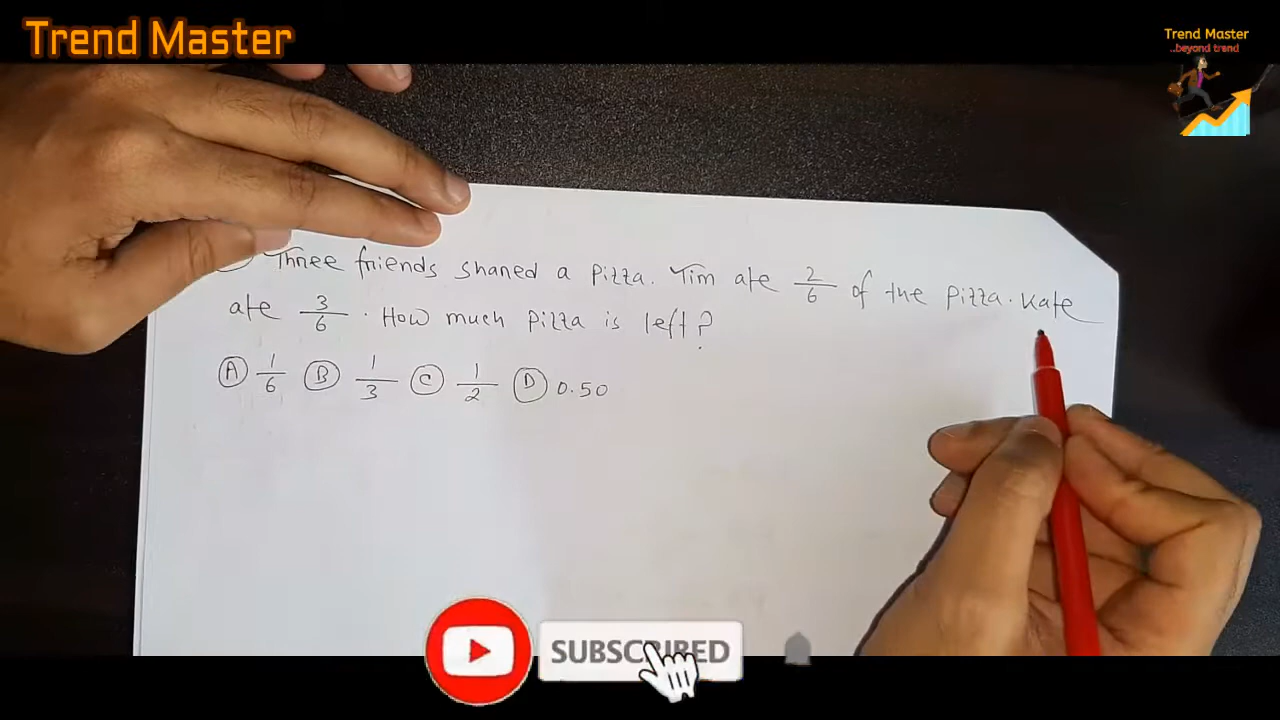 Trend Master
Trend Master
..beyond trend
Three friends shared a Pizza. Tim ate 2/6 of the Pizza. Kate
ate 3/6. How much Pizza is left?
A 1/6 B 1/3 C 1/2 D 0.50
SUBSCRIBED